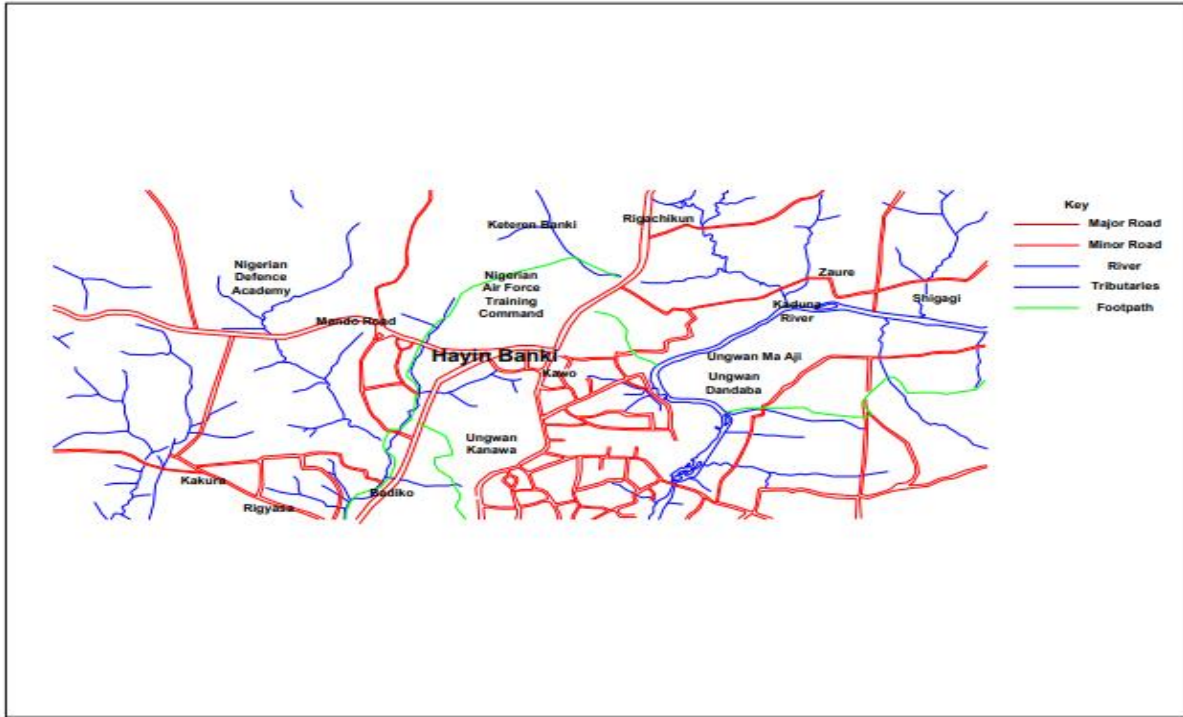 Keteren Banki
Rigachikun
Key
Major Road
Minor Road
River
Tributaries
Footpath
Nigerian
Defence
Academy
Nigerian
Air Force
Training
Command
Zaure
Shigagi
Kaduna
River
Mando Road
Hayin Banki
Kawo
Ungwan Ma Aji
Ungwan
Dandaba
Ungwan
Kanawa
Kakura
Badiko
Rigyasa